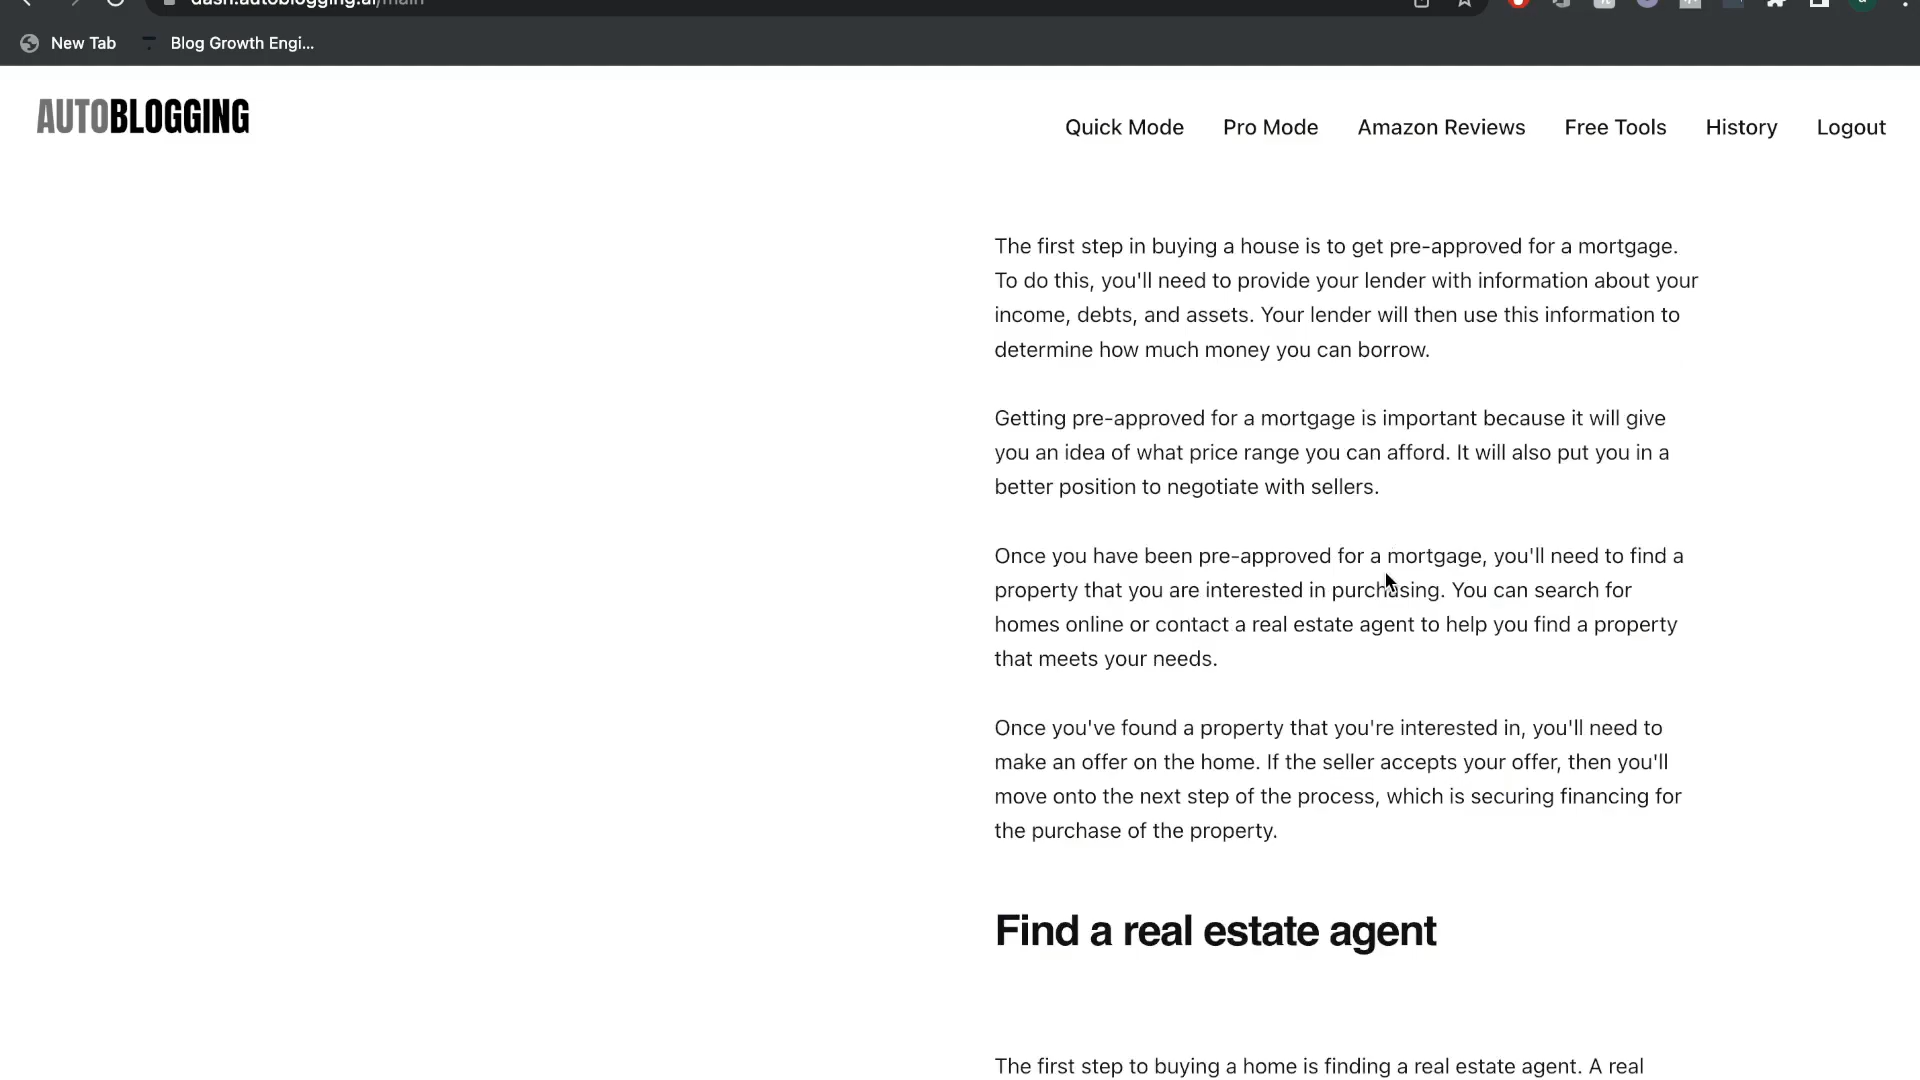 dash.autoblogging.ai/main
New Tab
Blog Growth Engi...
AUTOBLOGGING
Quick Mode
Pro Mode
Amazon Reviews
Free Tools
History
Logout
The first step in buying a house is to get pre-approved for a mortgage.
To do this, you'll need to provide your lender with information about your
income, debts, and assets. Your lender will then use this information to
determine how much money you can borrow.
Getting pre-approved for a mortgage is important because it will give
you an idea of what price range you can afford. It will also put you in a
better position to negotiate with sellers.
Once you have been pre-approved for a mortgage, you'll need to find a
property that you are interested in purchasing. You can search for
homes online or contact a real estate agent to help you find a property
that meets your needs.
Once you've found a property that you're interested in, you'll need to
make an offer on the home. If the seller accepts your offer, then you'll
move onto the next step of the process, which is securing financing for
the purchase of the property.
Find a real estate agent
The first step to buying a home is finding a real estate agent. A real